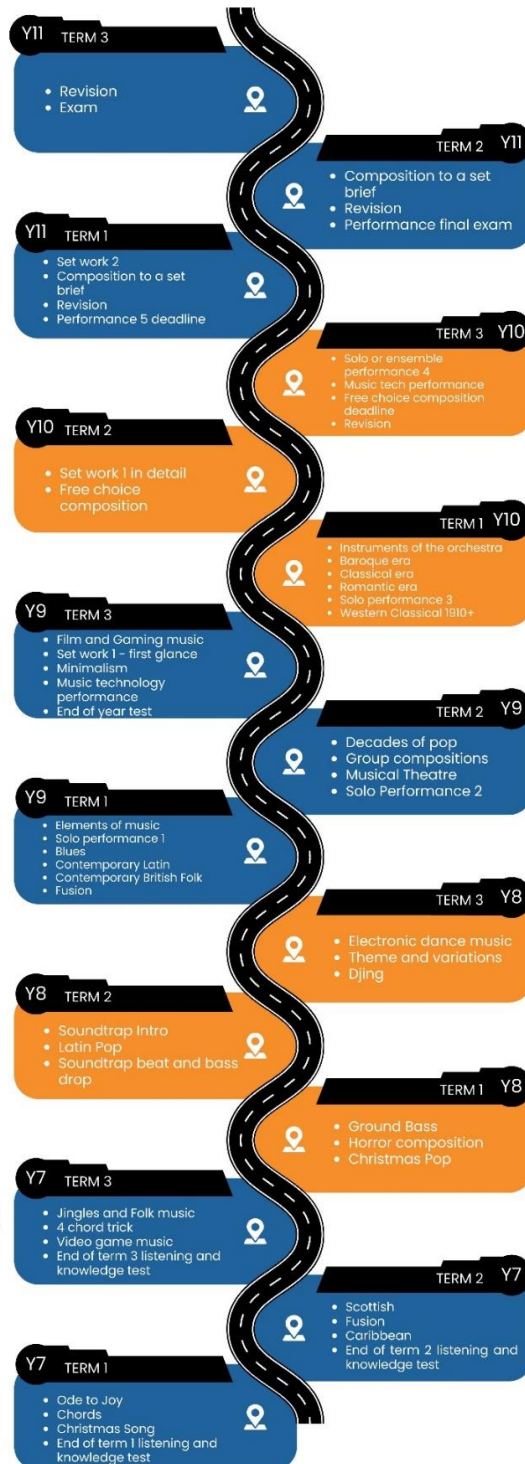 Y11 TERM 3
• Revision
• Exam
TERM 2 Y11
• Composition to a set
brief
• Revision
• Performance final exam
Y11 TERM 1
• Set work 2
• Composition to a set
brief
• Revision
• Performance 5 deadline
TERM 3 Y10
• Solo or ensemble
performance 4
• Music tech performance
• Free choice composition
deadline
• Revision
Y10 TERM 2
• Set work 1 in detail
• Free choice
composition
TERM 1 Y10
• Instruments of the orchestra
• Baroque era
• Classical era
• Romantic era
• Solo performance 3
• Western Classical 1910+
Y9 TERM 3
• Film and Gaming music
• Set work 1 - first glance
• Minimalism
• Music technology
performance
• End of year test
TERM 2 Y9
• Decades of pop
• Group compositions
• Musical Theatre
• Solo Performance 2
Y9 TERM 1
• Elements of music
• Solo performance 1
• Blues
• Contemporary Latin
• Contemporary British Folk
• Fusion
TERM 3 Y8
• Electronic dance music
• Theme and variations
• Djing
Y8 TERM 2
• Soundtrap Intro
• Latin Pop
• Soundtrap beat and bass
drop
TERM 1 Y8
• Ground Bass
• Horror composition
• Christmas Pop
Y7 TERM 3
• Jingles and Folk music
• 4 chord trick
• Video game music
• End of term 3 listening and
knowledge test
TERM 2 Y7
• Scottish
• Fusion
• Caribbean
• End of term 2 listening and
knowledge test
Y7 TERM 1
• Ode to Joy
• Chords
• Christmas Song
• End of term 1 listening and
knowledge test